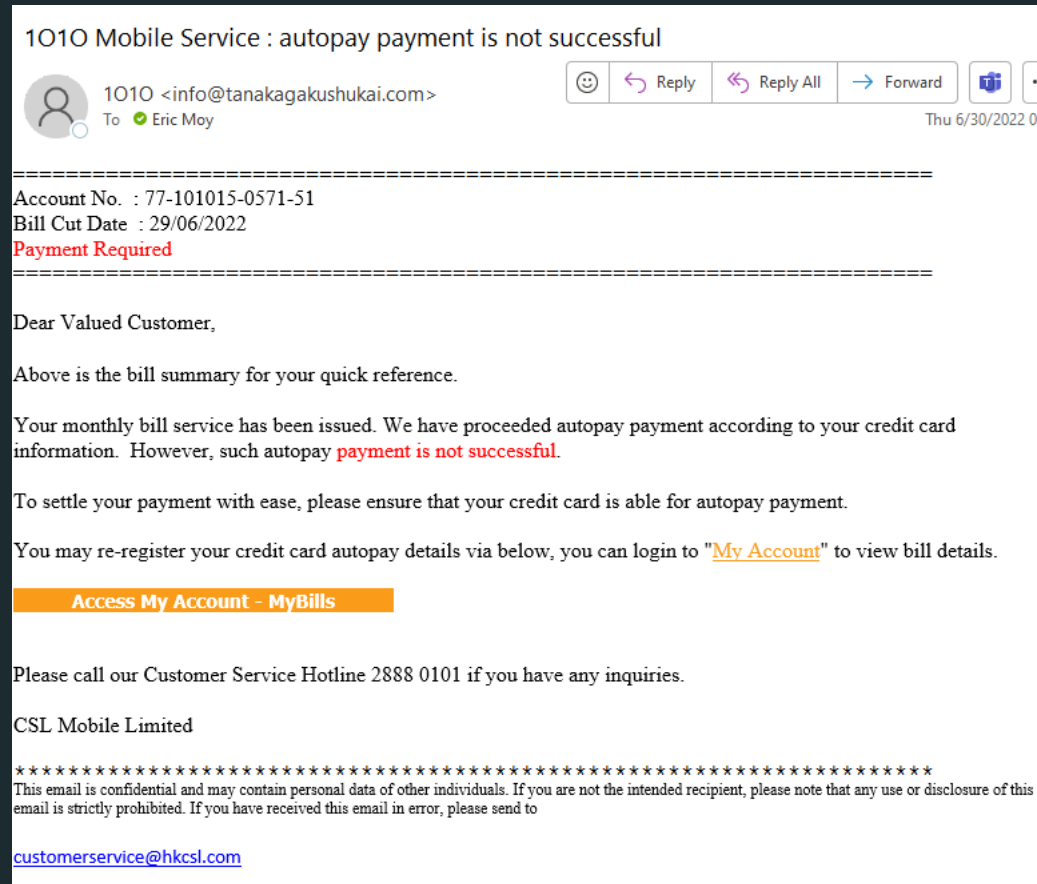 1O1O Mobile Service : autopay payment is not successful
1O1O <info@tanakagakushukai.com>
Reply
Reply All
Forward
To Eric Moy
Thu 6/30/2022 0
======================================================================
Account No. : 77-101015-0571-51
Bill Cut Date : 29/06/2022
Payment Required
======================================================================
Dear Valued Customer,
Above is the bill summary for your quick reference.
Your monthly bill service has been issued. We have proceeded autopay payment according to your credit card
information. However, such autopay payment is not successful.
To settle your payment with ease, please ensure that your credit card is able for autopay payment.
You may re-register your credit card autopay details via below, you can login to "My Account" to view bill details.
Access My Account - MyBills
Please call our Customer Service Hotline 2888 0101 if you have any inquiries.
CSL Mobile Limited
**********************************************************************
This email is confidential and may contain personal data of other individuals. If you are not the intended recipient, please note that any use or disclosure of this
email is strictly prohibited. If you have received this email in error, please send to
customerservice@hkcsl.com